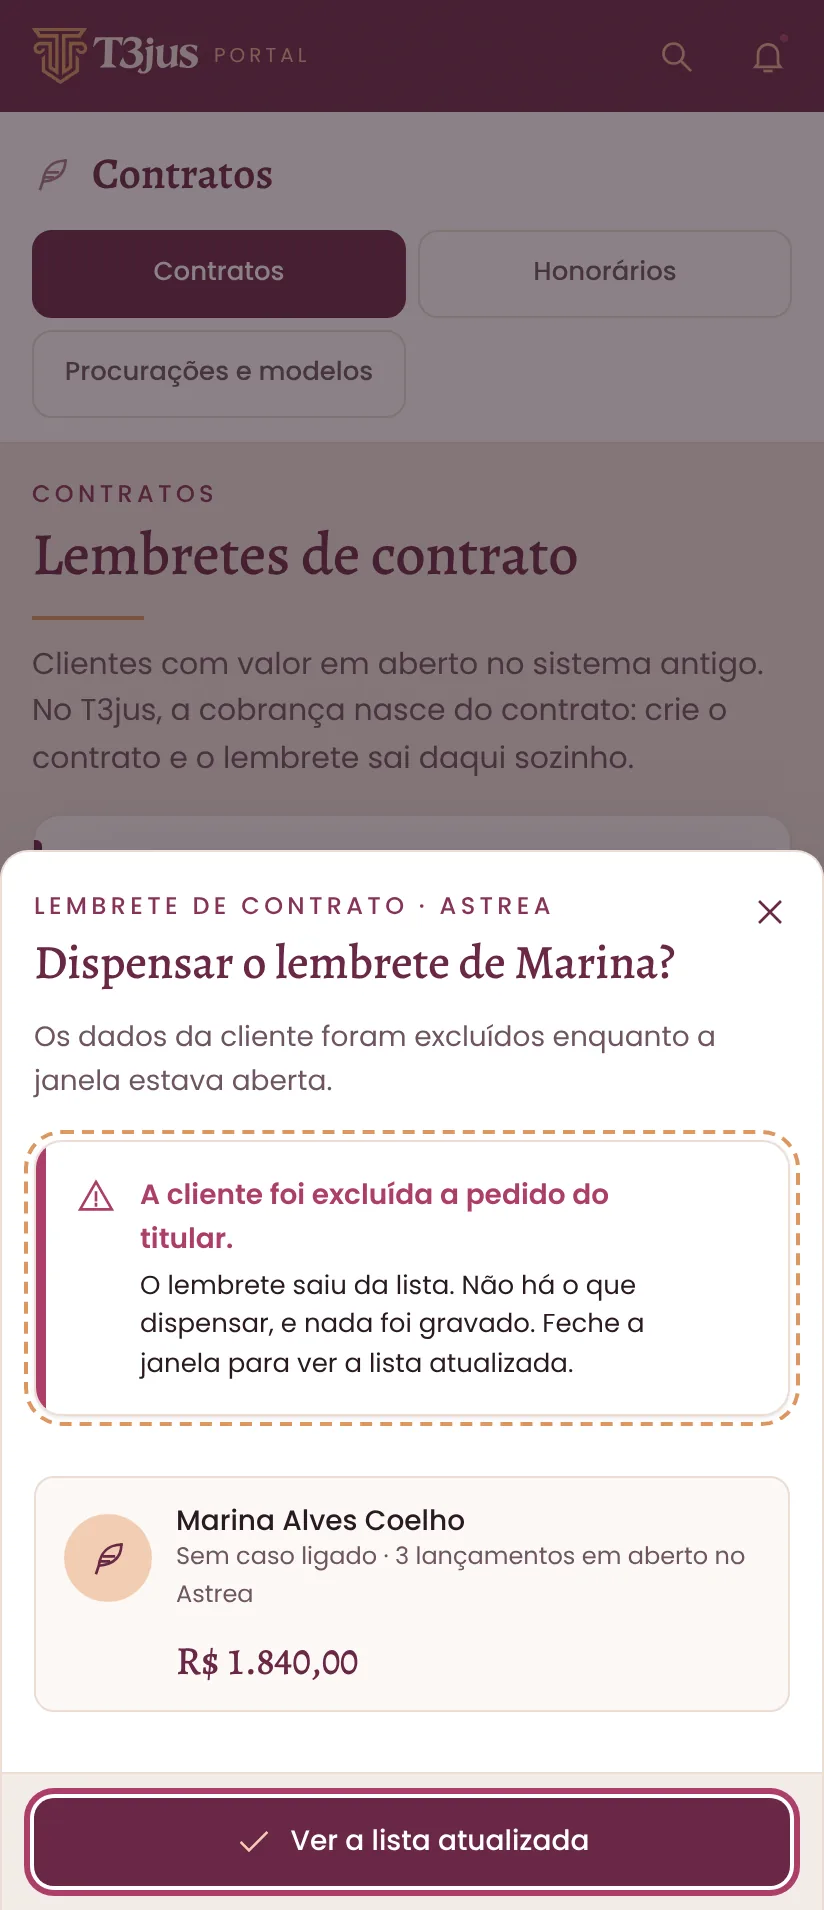 T3jus PORTAL
Contratos
Contratos
Honorários
Procurações e modelos
CONTRATOS
Lembretes de contrato
Clientes com valor em aberto no sistema antigo.
No T3jus, a cobrança nasce do contrato: crie o
contrato e o lembrete sai daqui sozinho.
LEMBRETE DE CONTRATO · ASTREA
Dispensar o lembrete de Marina?
Os dados da cliente foram excluídos enquanto a
janela estava aberta.
A cliente foi excluída a pedido do
titular.
O lembrete saiu da lista. Não há o que
dispensar, e nada foi gravado. Feche a
janela para ver a lista atualizada.
Marina Alves Coelho
Sem caso ligado · 3 lançamentos em aberto no
Astrea
R$ 1.840,00
Ver a lista atualizada